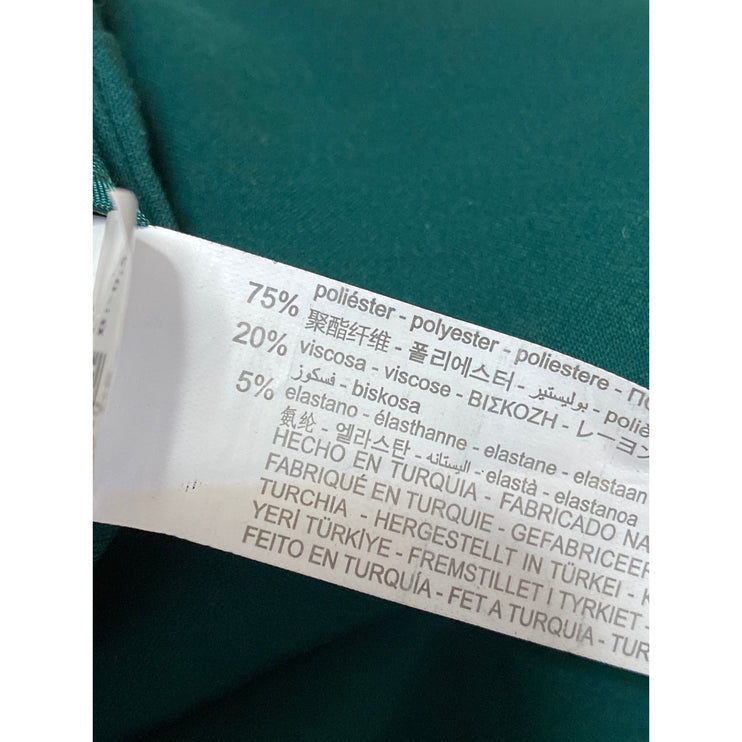 75% poliéster - polyester - poliestere -
聚酯纤维 - 폴리에스터 - بوليستير - polié
20% viscosa - viscose - ΒΙΣΚΟΖΗ - レーヨン
فسكوز - biskosa
5% elastano - élasthanne - elastane - elastaan
氨纶 - 엘라스탄 - اليستانه - elastà - elastanoa
HECHO EN TURQUÍA - FABRICADO NA
FABRIQUÉ EN TURQUIE - GEFABRICEER
TURCHIA - HERGESTELLT IN TÜRKEI -
YERİ TÜRKİYE - FREMSTILLET I TYRKIET -
FEITO EN TURQUÍA - FET A TURQUIA - TUR